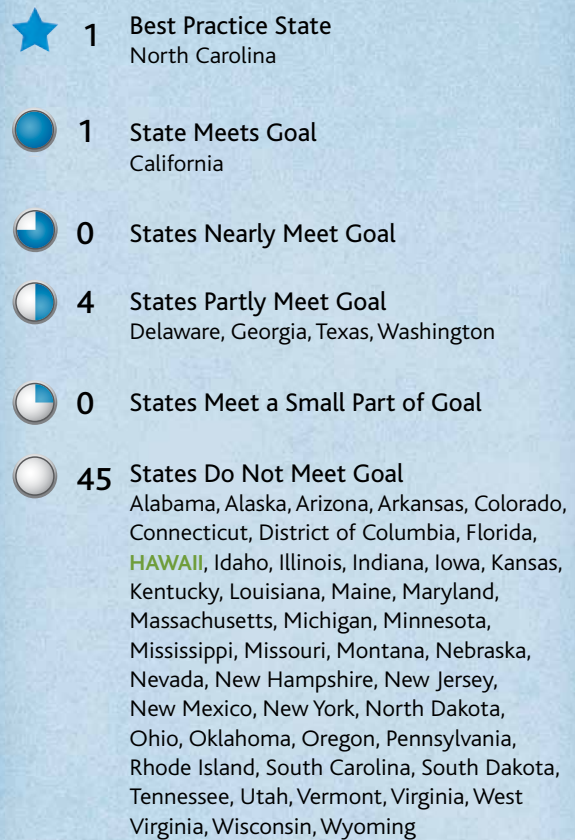 1 Best Practice State
North Carolina
1 State Meets Goal
California
0 States Nearly Meet Goal
4 States Partly Meet Goal
Delaware, Georgia, Texas, Washington
0 States Meet a Small Part of Goal
45 States Do Not Meet Goal
Alabama, Alaska, Arizona, Arkansas, Colorado,
Connecticut, District of Columbia, Florida,
HAWAII, Idaho, Illinois, Indiana, Iowa, Kansas,
Kentucky, Louisiana, Maine, Maryland,
Massachusetts, Michigan, Minnesota,
Mississippi, Missouri, Montana, Nebraska,
Nevada, New Hampshire, New Jersey,
New Mexico, New York, North Dakota,
Ohio, Oklahoma, Oregon, Pennsylvania,
Rhode Island, South Carolina, South Dakota,
Tennessee, Utah, Vermont, Virginia, West
Virginia, Wisconsin, Wyoming